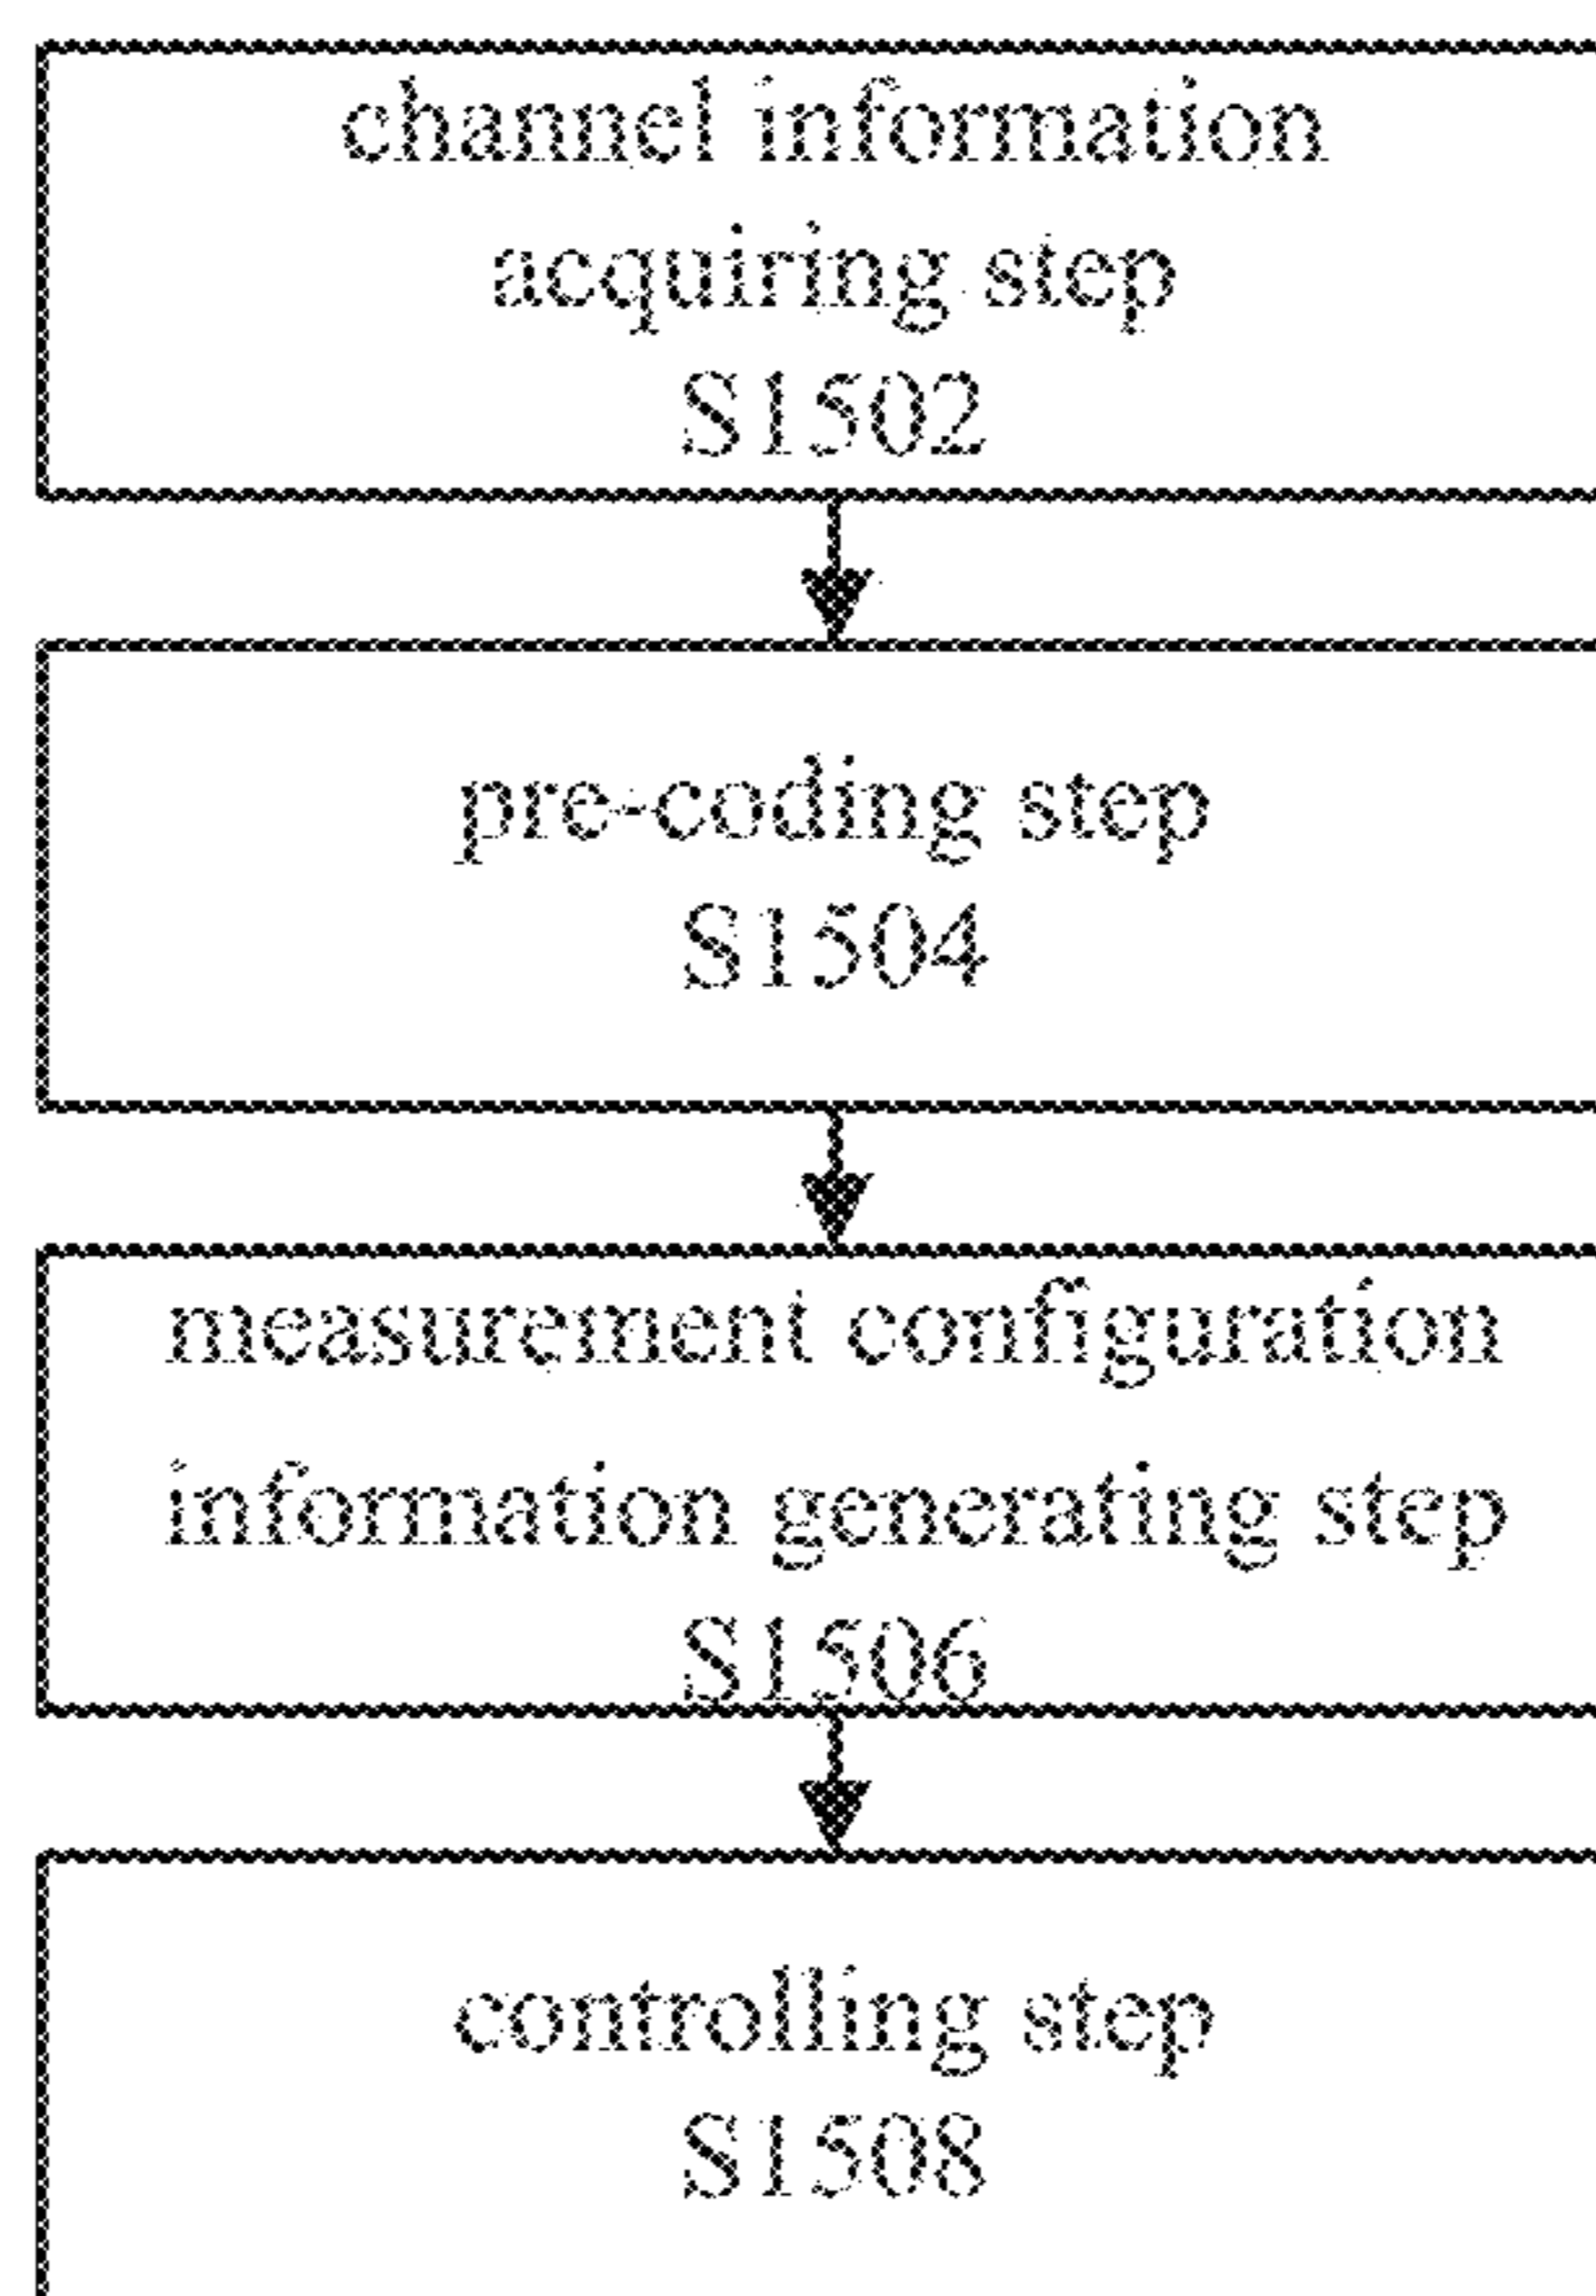 channel information
acquiring step
S1502
pre-coding step
S1504
measurement configuration
information generating step
S1506
controlling step
S1508